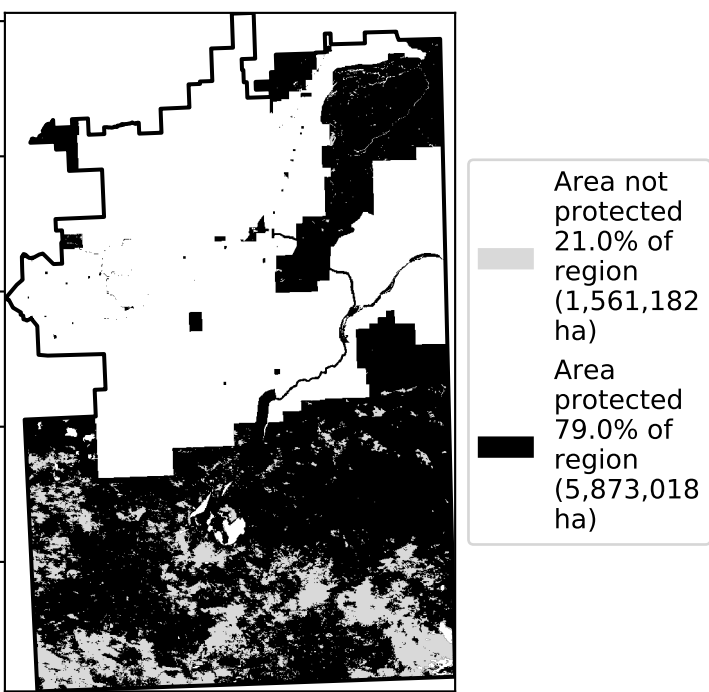 Area not
protected
21.0% of
region
(1,561,182
ha)
Area
protected
79.0% of
region
(5,873,018
ha)